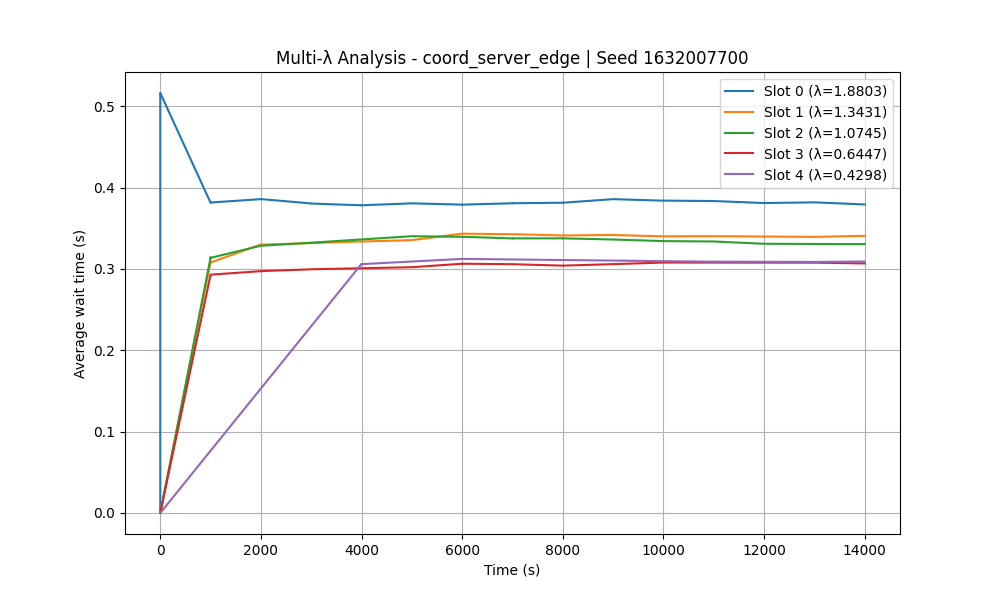 Multi-λ Analysis - coord_server_edge | Seed 1632007700
Slot 0 (λ=1.8803)
Slot 1 (λ=1.3431)
Slot 2 (λ=1.0745)
Slot 3 (λ=0.6447)
Slot 4 (λ=0.4298)
Average wait time (s)
0.5
0.4
0.3
0.2
0.1
0.0
0 2000 4000 6000 8000 10000 12000 14000
Time (s)